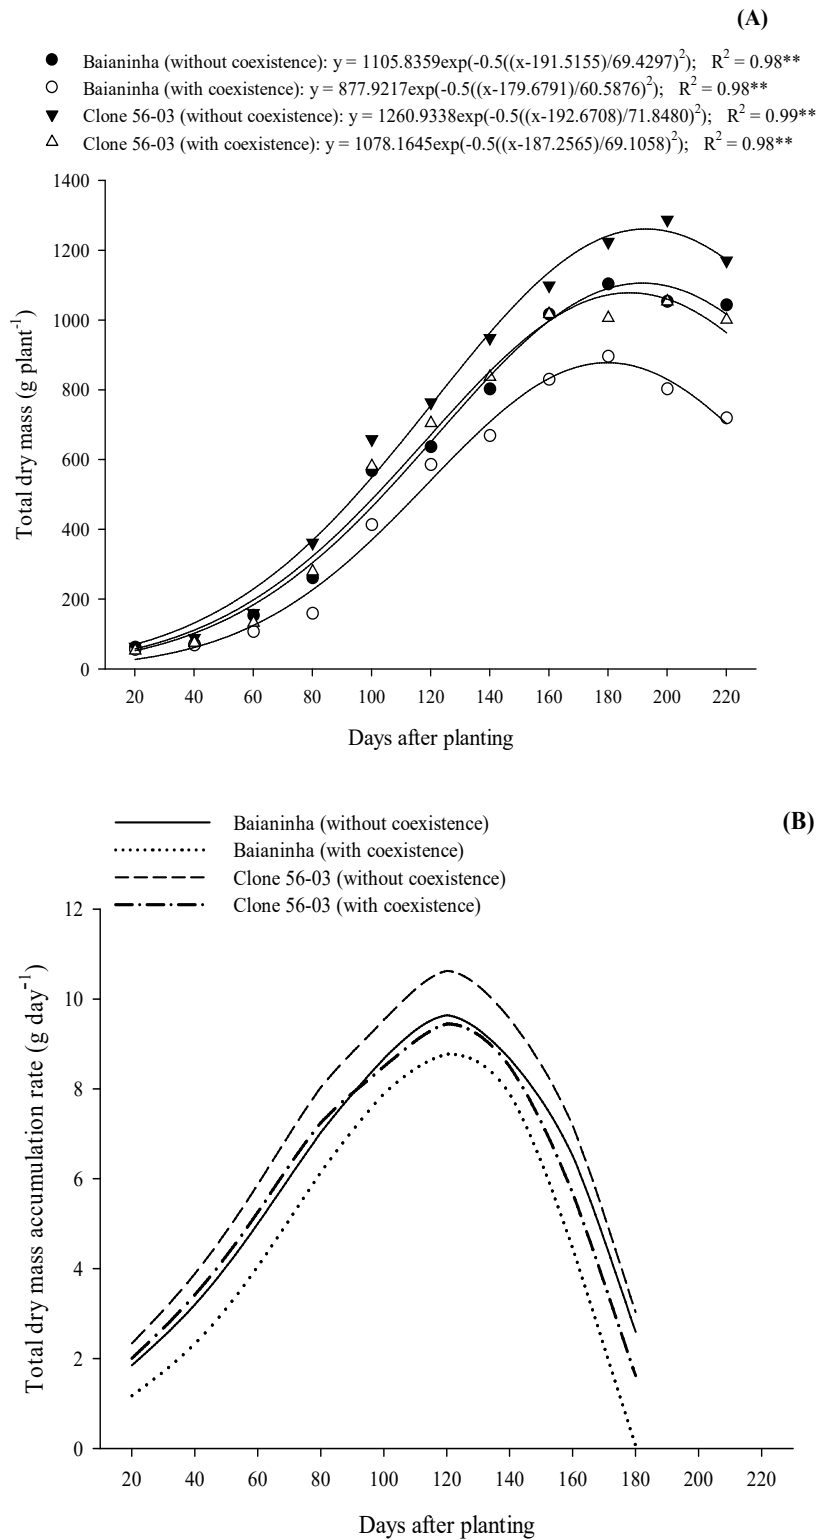 (A)
Baianinha (without coexistence): y = 1105.8359exp(-0.5((x-191.5155/69.4297)²); R² = 0.98**
Baianinha (with coexistence): y = 877.9217exp(-0.5((x-179.6791)/60.5876)²); R² = 0.98**
Clone 56-03 (without coexistence): y = 1260.9338exp(-0.5((x-192.6708)/71.8480)²); R² = 0.99**
Clone 56-03 (with coexistence): y = 1078.1645exp(-0.5((x-187.2565)/69.1058)²); R² = 0.98**
1400
1200
1000
800
600
400
200
0
Total dry mass (g plant⁻¹)
20 40 60 80 100 120 140 160 180 200 220
Days after planting
(B)
Baianinha (without coexistence)
Baianinha (with coexistence)
Clone 56-03 (without coexistence)
Clone 56-03 (with coexistence)
12
10
8
6
4
2
0
Total dry mass accumulation rate (g day⁻¹)
20 40 60 80 100 120 140 160 180 200 220
Days after planting